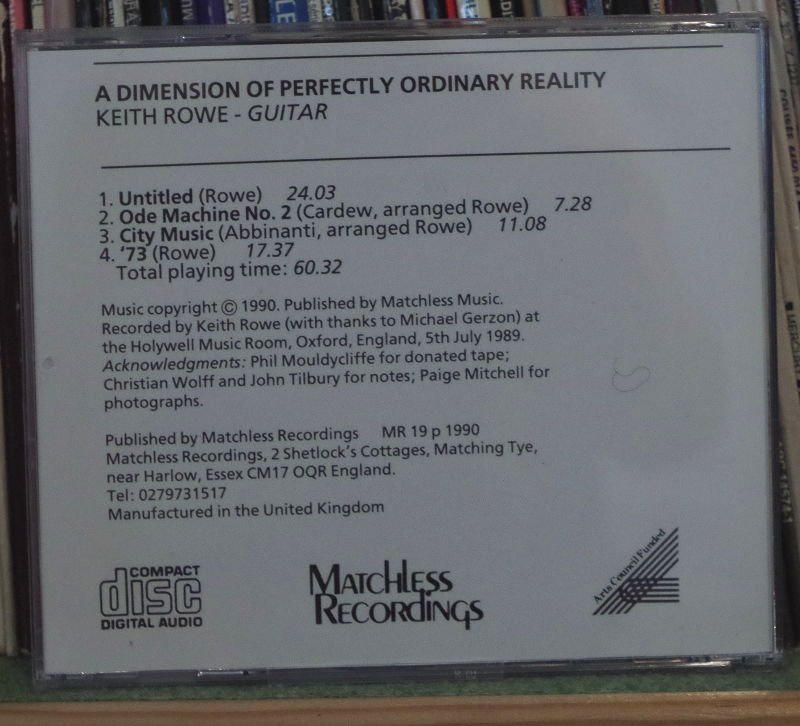 A DIMENSION OF PERFECTLY ORDINARY REALITY
KEITH ROWE - GUITAR
1. Untitled (Rowe) 24.03
2. Ode Machine No. 2 (Cardew, arranged Rowe) 7.28
3. City Music (Abbinanti, arranged Rowe) 11.08
4. '73 (Rowe) 17.37
Total playing time: 60.32
Music copyright © 1990. Published by Matchless Music.
Recorded by Keith Rowe (with thanks to Michael Gerzon) at
the Holywell Music Room, Oxford, England, 5th July 1989.
Acknowledgments: Phil Mouldycliffe for donated tape;
Christian Wolff and John Tilbury for notes; Paige Mitchell for
photographs.
Published by Matchless Recordings MR 19 p 1990
Matchless Recordings, 2 Shetlock's Cottages, Matching Tye,
near Harlow, Essex CM17 OQR England.
Tel: 0279731517
Manufactured in the United Kingdom
COMPACT
disc
DIGITAL AUDIO
MATCHLESS
RECORDINGS
Arts Council Funded